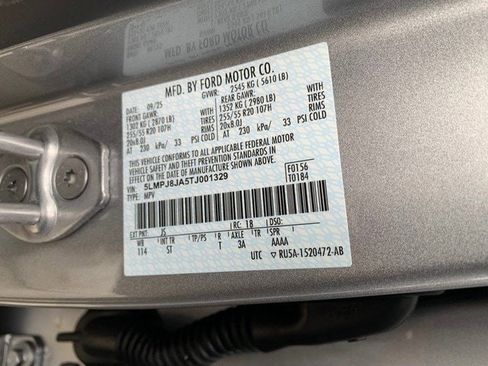 MFD. BY FORD MOTOR CO.
DATE: 09/25 GVWR: 2545 KG ( 5610 LB)
FRONT GAWR: REAR GAWR:
1302 KG ( 2870 LB) WITH 1352 KG ( 2980 LB) WITH
255/55 R20 107H TIRES 255/55 R20 107H TIRES
20x8.0J RIMS 20x8.0J RIMS
AT 230 kPa/ 33 PSI COLD AT 230 kPa/ 33 PSI COLD
THIS VEHICLE CONFORMS TO ALL APPLICABLE FEDERAL MOTOR
VEHICLE SAFETY STANDARDS IN EFFECT ON THE DATE OF
MANUFACTURE SHOWN ABOVE.
VIN: 5LMPJ8JA5TJ001329 F0156
TYPE: MPV T0184
EXT PNT: JS RC: 18 DSO:
WB INT TR TP/PS R AXLE TR SPR
114 ST T 3A AAAA
UTC ▽ RU5A-1520472-AB